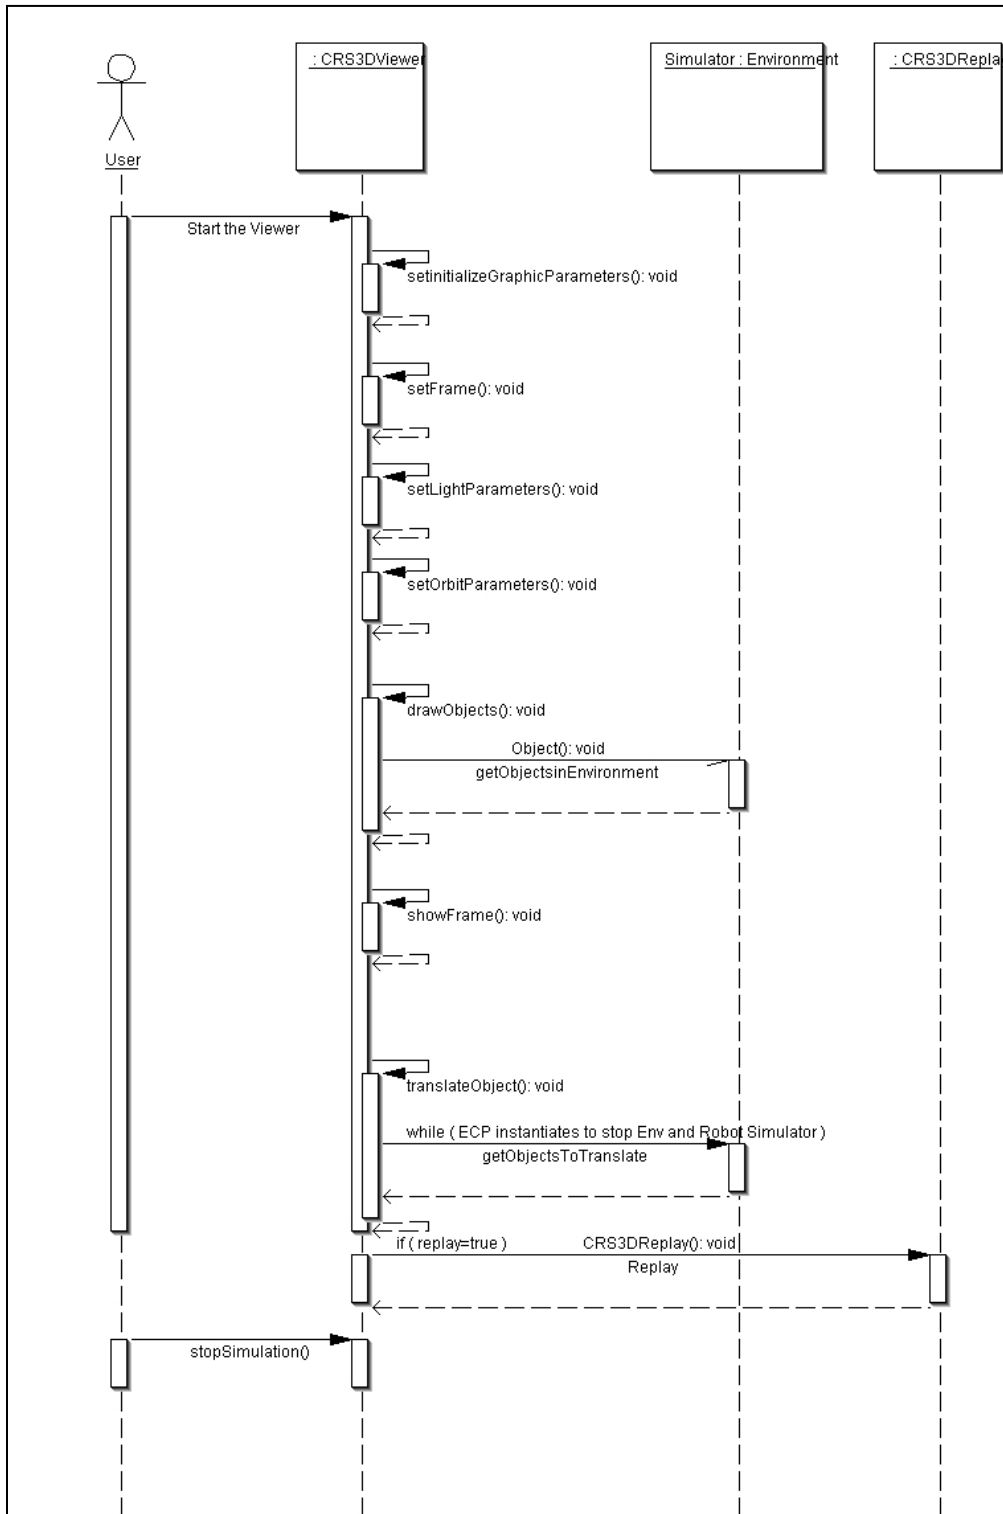 : CRS3DViewer
Simulator : Environment
: CRS3DRepla
User
Start the Viewer
setinitializeGraphicParameters(): void
setFrame(): void
setLightParameters(): void
setOrbitParameters(): void
drawObjects(): void
Object(): void
getObjectsinEnvironment
showFrame(): void
translateObject(): void
while ( ECP instantiates to stop Env and Robot Simulator )
getObjectsToTranslate
if ( replay=true )
CRS3DReplay(): void
Replay
stopSimulation()